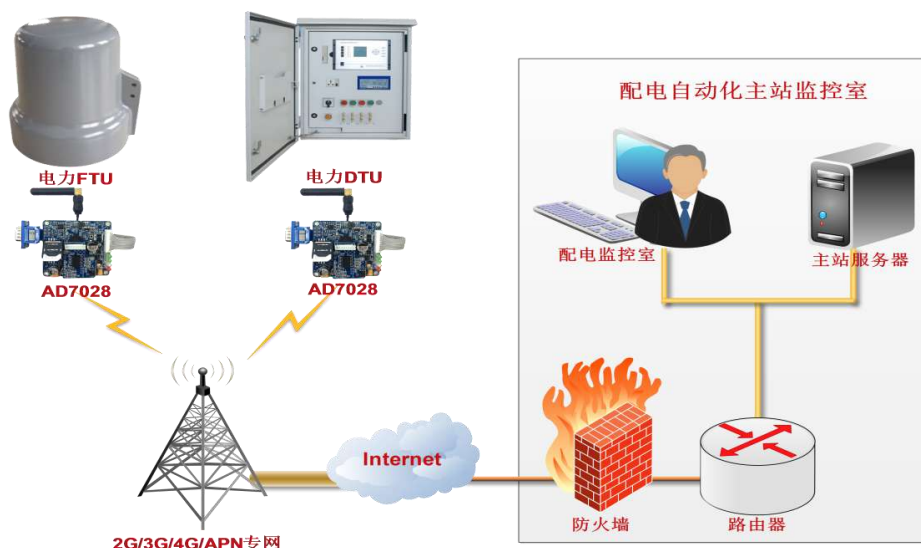 配电自动化主站监控室
电力FTU
电力DTU
配电监控室
主站服务器
AD7028
AD7028
Internet
防火墙
路由器
2G/3G/4G/APN专网